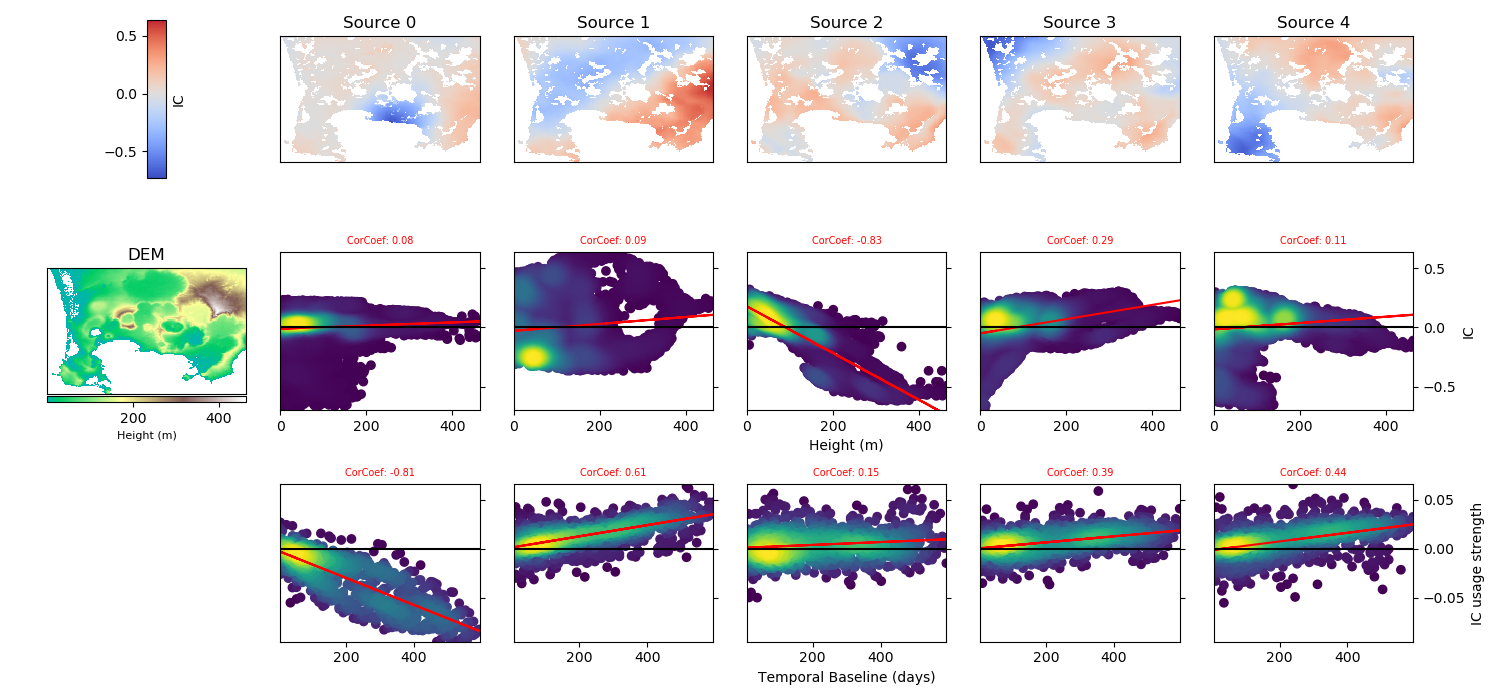 Source 0 Source 1 Source 2 Source 3 Source 4
0.5
0.0
−0.5
IC
CorCoef: 0.08 CorCoef: 0.09 CorCoef: -0.83 CorCoef: 0.29 CorCoef: 0.11
DEM
0.5
0.0
−0.5
IC
200 400
Height (m)
0 200 400 0 200 400 0 200 400 0 200 400 0 200 400
Height (m)
CorCoef: -0.81 CorCoef: 0.61 CorCoef: 0.15 CorCoef: 0.39 CorCoef: 0.44
0.05
0.00
−0.05
IC usage strength
200 400 200 400 200 400 200 400 200 400
Temporal Baseline (days)